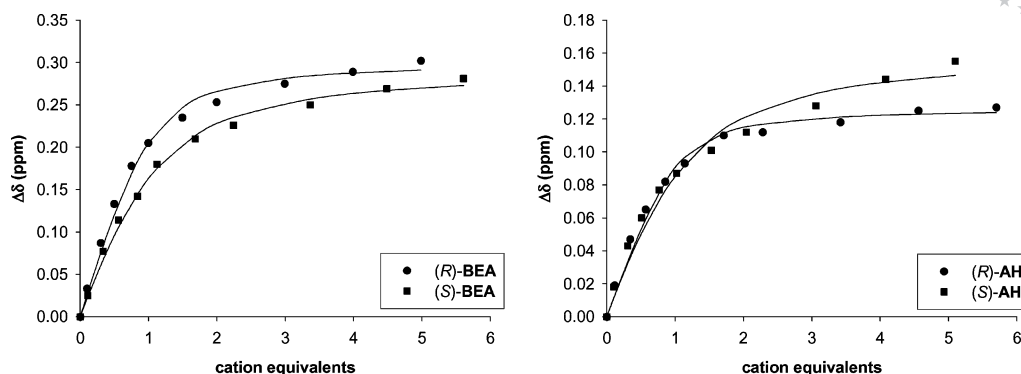 0.35
0.30
0.25
0.20
0.15
0.10
0.05
0.00
Δδ (ppm)
0 1 2 3 4 5 6
cation equivalents
(R)-BEA
(S)-BEA
0.18
0.16
0.14
0.12
0.10
0.08
0.06
0.04
0.02
0.00
Δδ (ppm)
0 1 2 3 4 5 6
cation equivalents
(R)-AH
(S)-AH